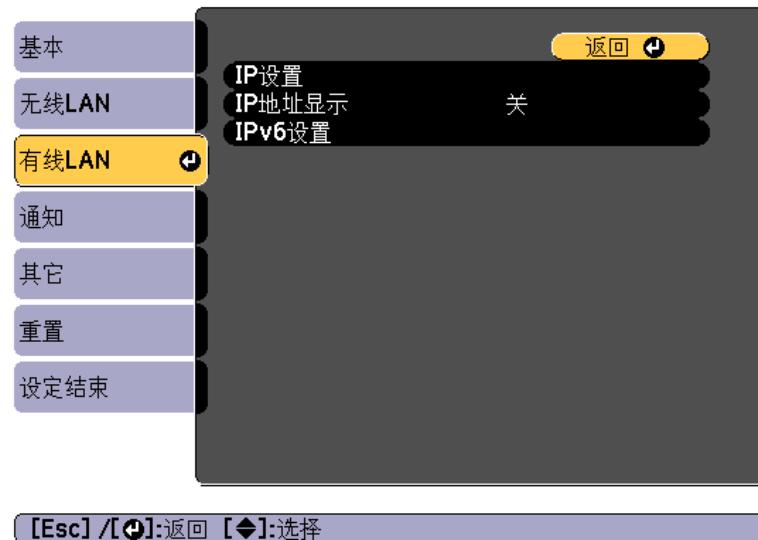 基本
无线LAN
有线LAN
通知
其它
重置
设定结束
返回
IP设置
IP地址显示 关
IPv6设置
[Esc] /[⏎]:返回 [◆]:选择